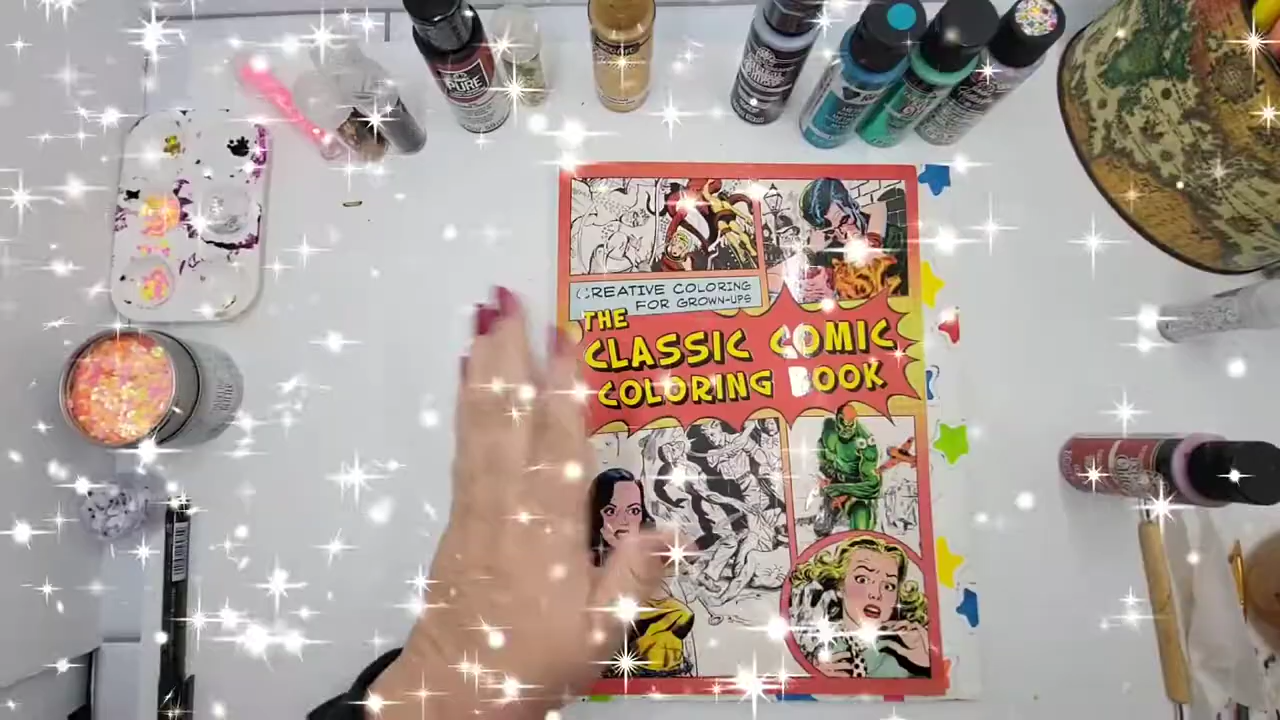 PURE
CREATIVE COLORING
FOR GROWN-UPS
THE
CLASSIC COMIC
COLORING BOOK